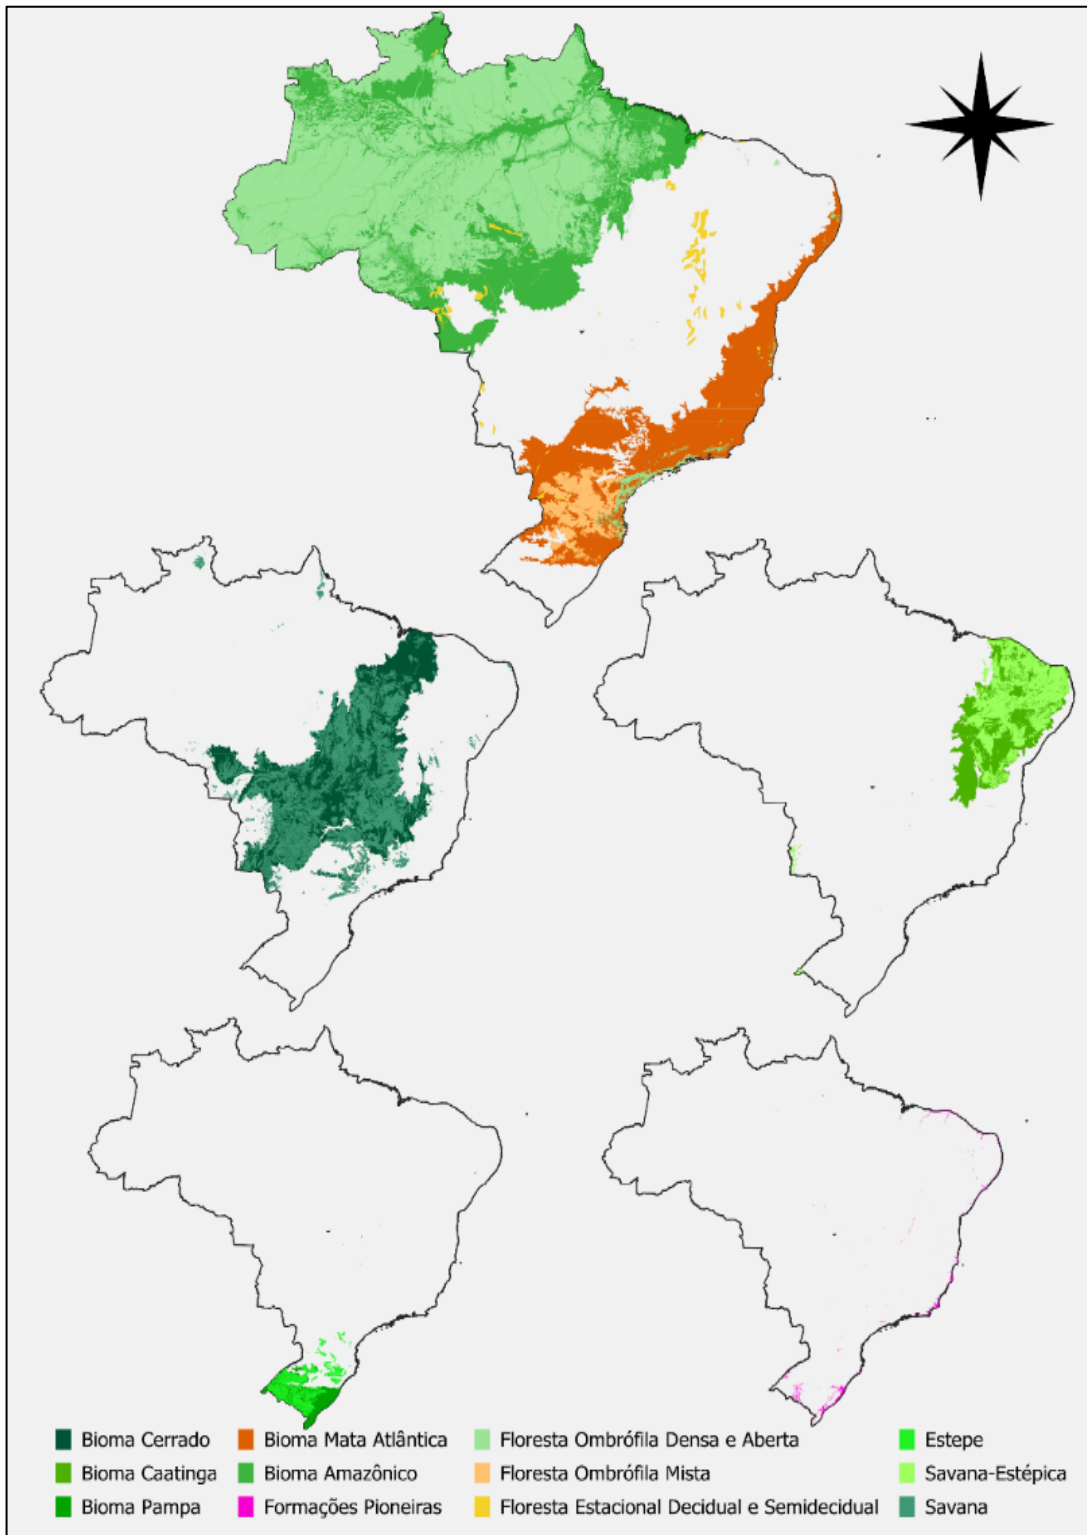 Bioma Cerrado
Bioma Mata Atlântica
Floresta Ombrófila Densa e Aberta
Estepe
Bioma Caatinga
Bioma Amazônico
Floresta Ombrófila Mista
Savana-Estépica
Bioma Pampa
Formações Pioneiras
Floresta Estacional Decidual e Semidecidual
Savana